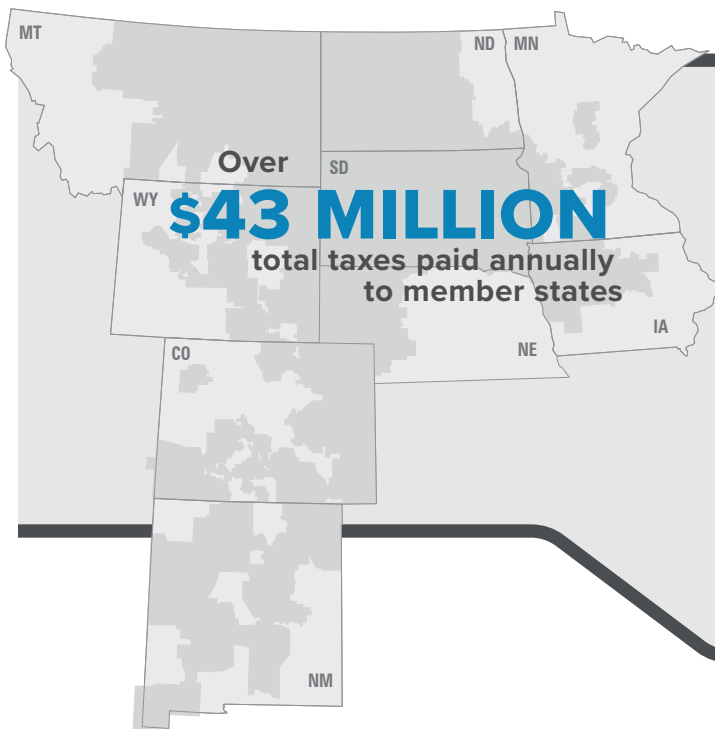 MT
ND MN
Over
SD
WY
$43 MILLION
total taxes paid annually
to member states
IA
NE
CO
NM